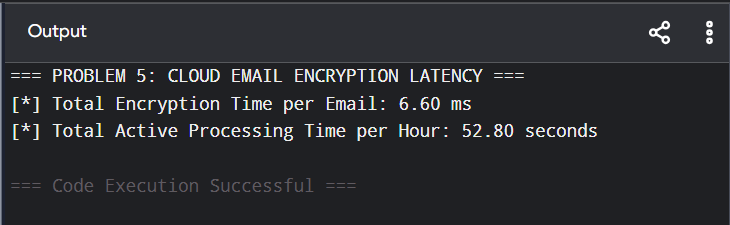 Output
=== PROBLEM 5: CLOUD EMAIL ENCRYPTION LATENCY ===
[*] Total Encryption Time per Email: 6.60 ms
[*] Total Active Processing Time per Hour: 52.80 seconds
=== Code Execution Successful ===